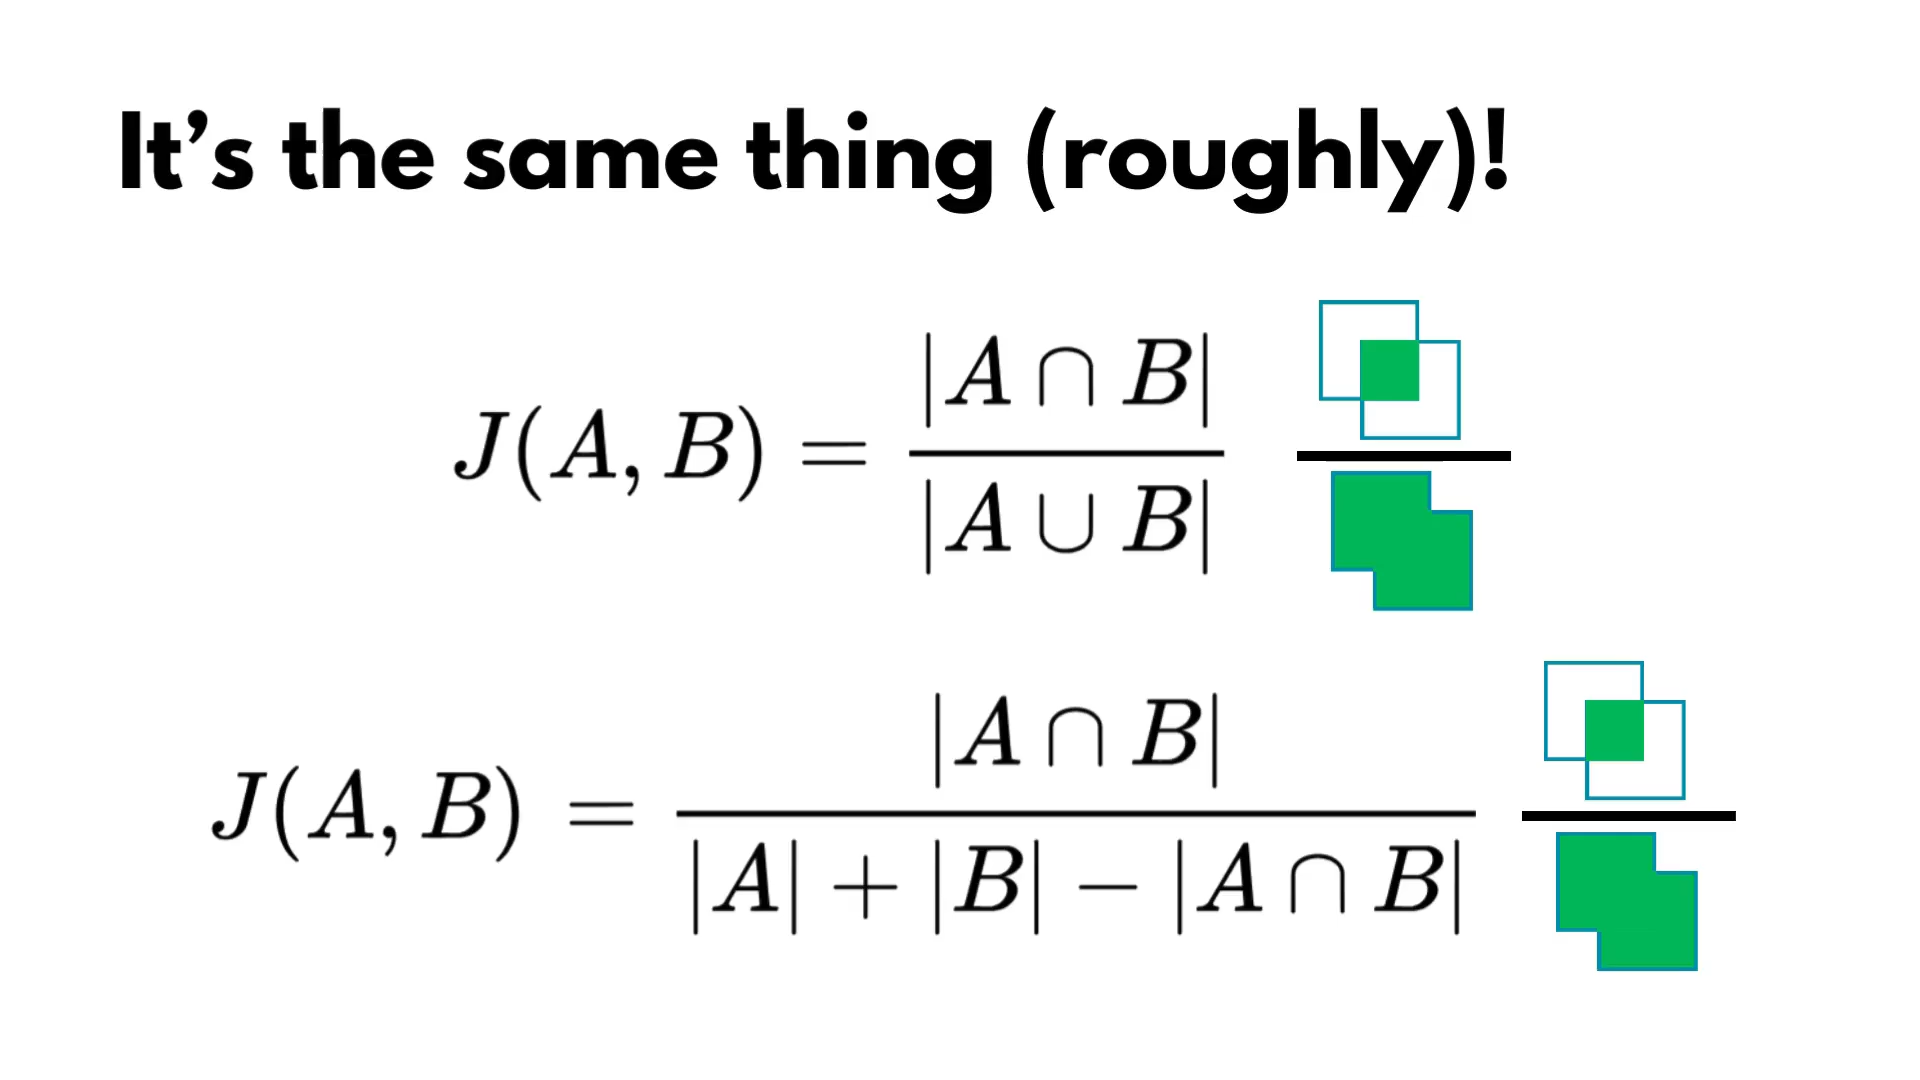 It’s the same thing (roughly)!
J(A, B) = |A ∩ B| / |A ∪ B|
J(A, B) = |A ∩ B| / |A| + |B| − |A ∩ B|